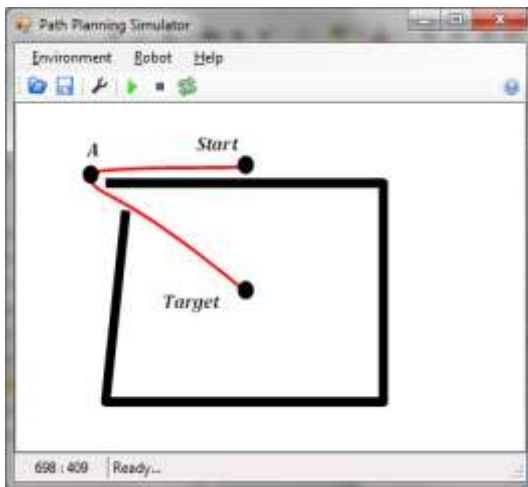 Path Planning Simulator
Environment Robot Help
A
Start
Target
698 : 409 Ready...